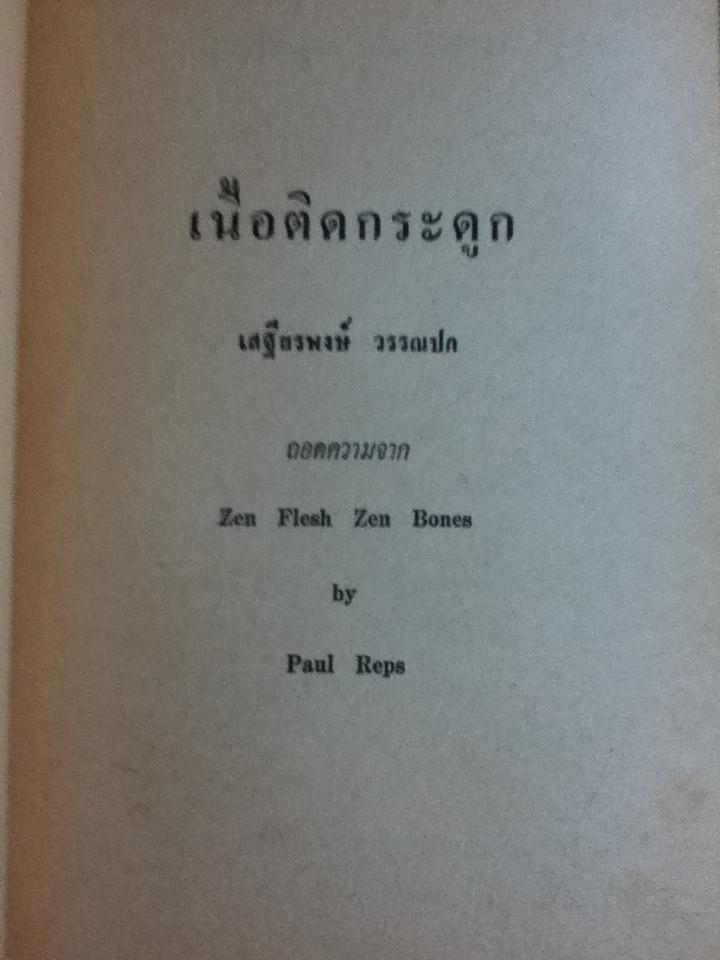 เนื้อติดกระดูก
เสฐียรพงษ์ วรรณปก
ถอดความจาก
Zen Flesh Zen Bones
by
Paul Reps